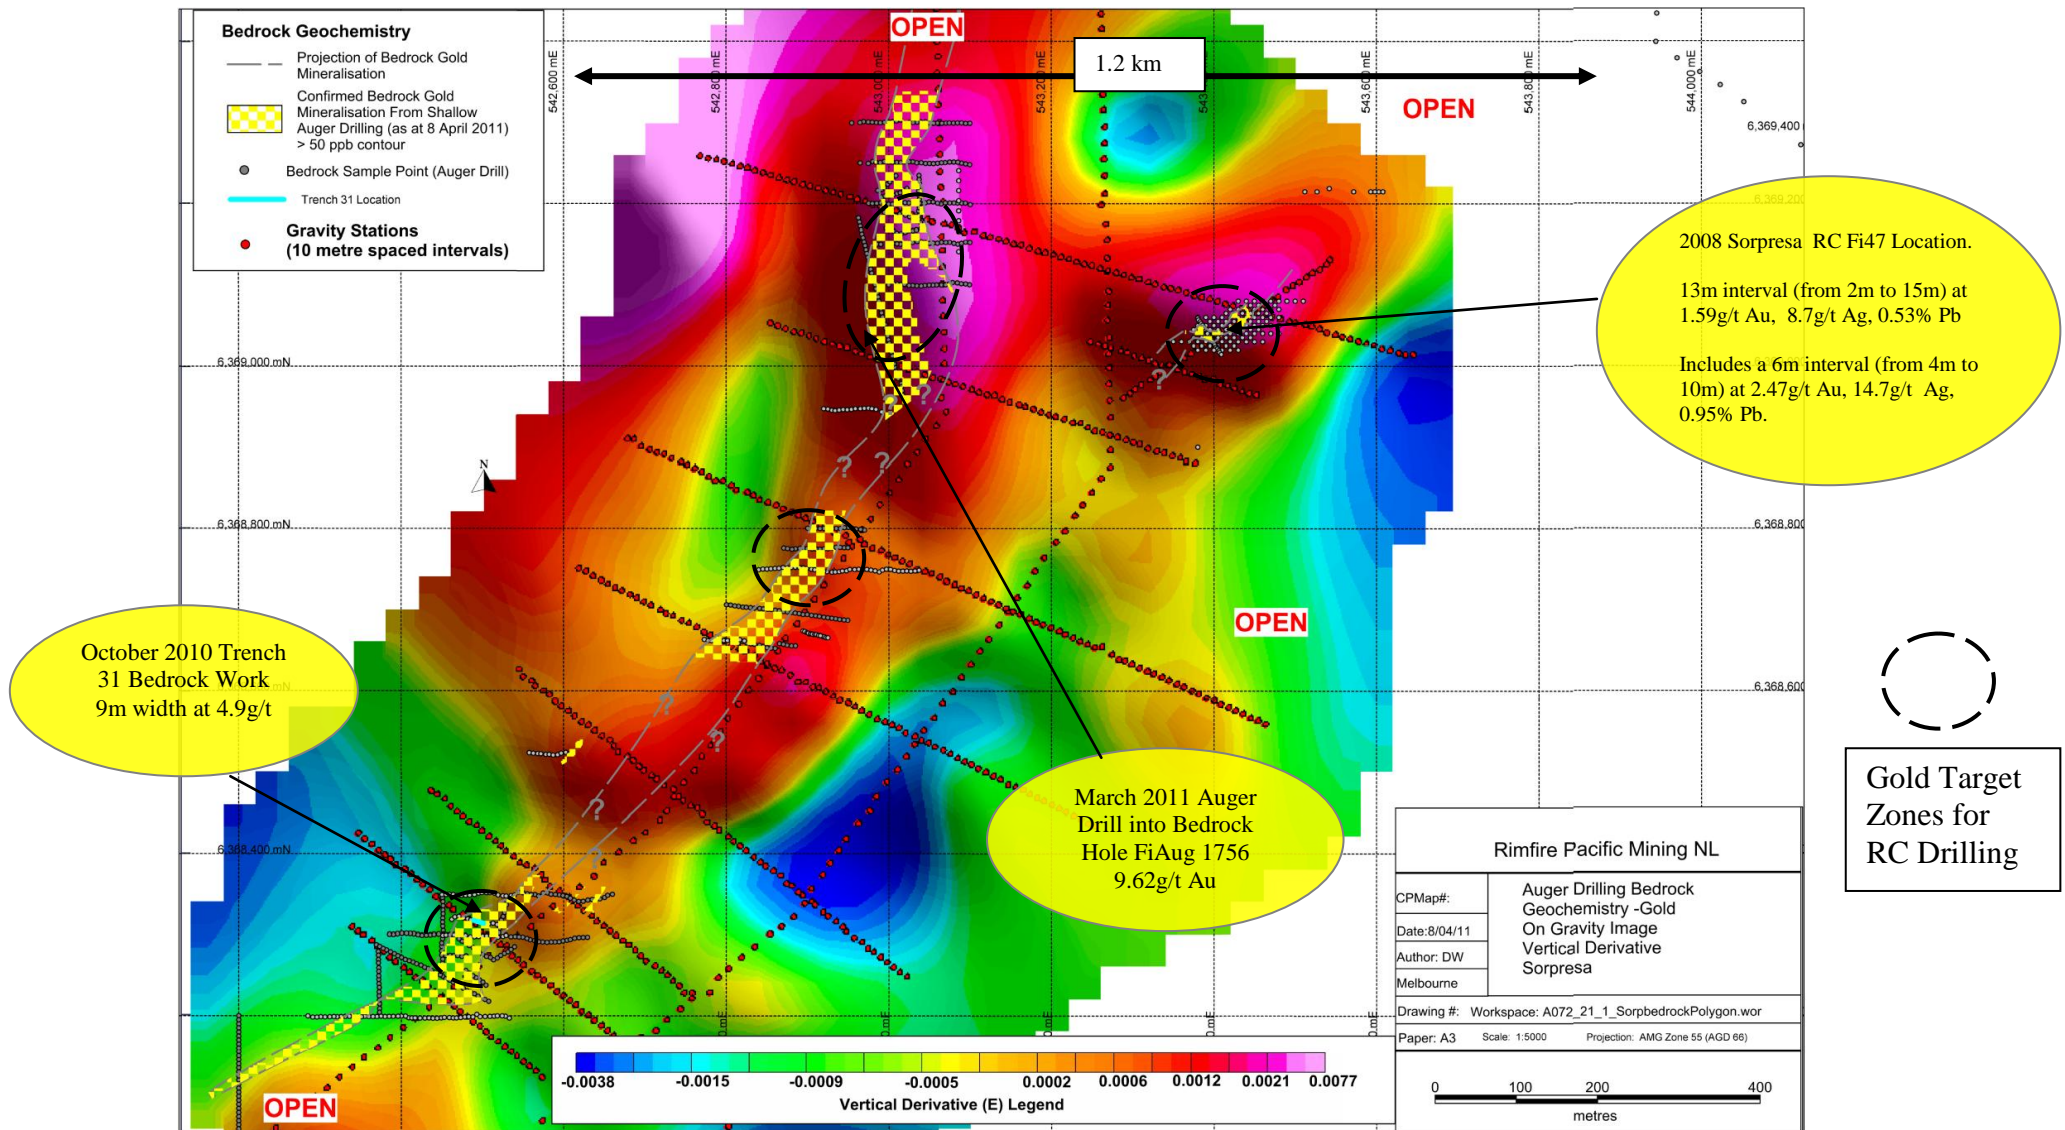 Bedrock Geochemistry
Projection of Bedrock Gold
Mineralisation
Confirmed Bedrock Gold
Mineralisation From Shallow
Auger Drilling (as at 8 April 2011)
> 50 ppb contour
Bedrock Sample Point (Auger Drill)
Trench 31 Location
Gravity Stations
(10 metre spaced intervals)
OPEN
1.2 km
542,600 mE
542,800 mE
543,000 mE
543,200 mE
543,600 mE
543,800 mE
544,000 mE
OPEN
6,369,400
6,369,200
2008 Sorpresa RC Fi47 Location.
13m interval (from 2m to 15m) at
1.59g/t Au, 8.7g/t Ag, 0.53% Pb
Includes a 6m interval (from 4m to
10m) at 2.47g/t Au, 14.7g/t Ag,
0.95% Pb.
6,369,000 mN
?
?
?
?
N
6,368,800 mN
6,368,800
OPEN
October 2010 Trench
31 Bedrock Work
9m width at 4.9g/t
6,368,600
?
?
?
?
6,368,400 mN
March 2011 Auger
Drill into Bedrock
Hole FiAug 1756
9.62g/t Au
Gold Target
Zones for
RC Drilling
Rimfire Pacific Mining NL
CPMap#:
Date:8/04/11
Author: DW
Melbourne
Auger Drilling Bedrock
Geochemistry -Gold
On Gravity Image
Vertical Derivative
Sorpresa
Drawing #: Workspace: A072_21_1_SorpbedrockPolygon.wor
Paper: A3 Scale: 1:5000 Projection: AMG Zone 55 (AGD 66)
0 100 200 400
metres
-0.0038 -0.0015 -0.0009 -0.0005 0.0002 0.0006 0.0012 0.0021 0.0077
Vertical Derivative (E) Legend
OPEN